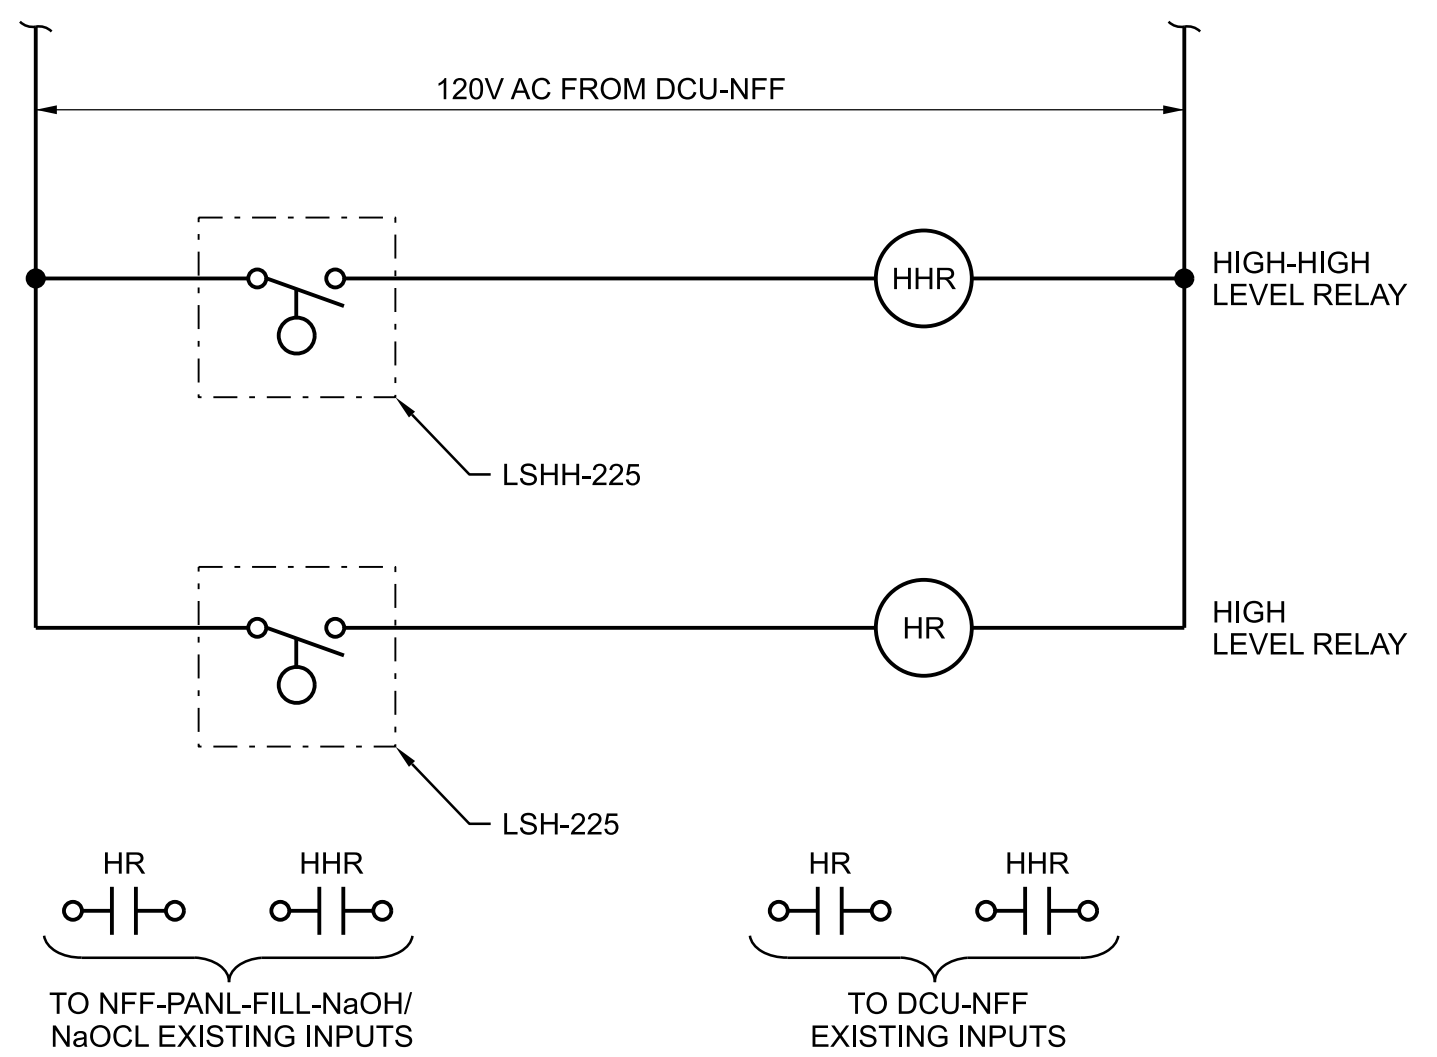 120V AC FROM DCU-NFF
HHR
HIGH-HIGH
LEVEL RELAY
LSHH-225
HR
HIGH
LEVEL RELAY
LSH-225
HR
HHR
TO NFF-PANL-FILL-NaOH/
NaOCL EXISTING INPUTS
HR
HHR
TO DCU-NFF
EXISTING INPUTS